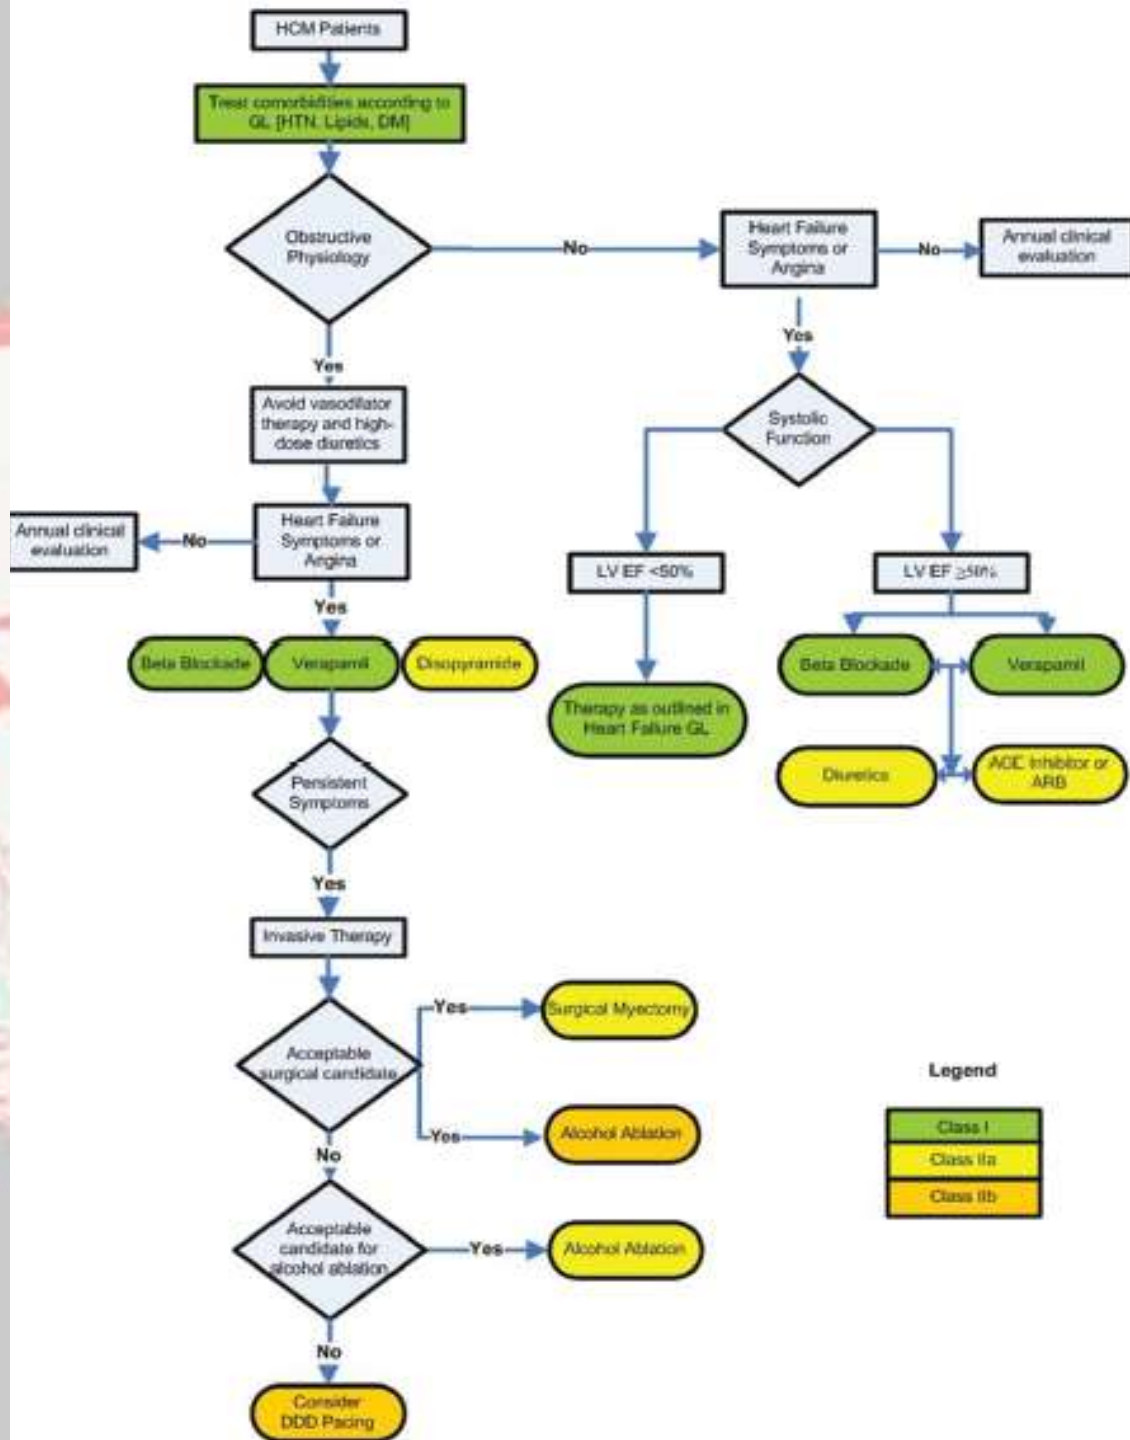 HCM Patients
Treat comorbidities according to
GL [HTN, Lipids, DM]
Obstructive
Physiology
No
Heart Failure
Symptoms or
Angina
No
Annual clinical
evaluation
Yes
Avoid vasodilator
therapy and high-
dose diuretics
Yes
Systolic
Function
Annual clinical
evaluation
No
Heart Failure
Symptoms or
Angina
LV EF <50%
LV EF ≥50%
Yes
Beta Blockade
Verapamil
Disopyramide
Therapy as outlined in
Heart Failure GL
Beta Blockade
Verapamil
Diuretics
ACE Inhibitor or
ARB
Persistent
Symptoms
Yes
Invasive Therapy
Acceptable
surgical candidate
Yes
Surgical Myectomy
Yes
Alcohol Ablation
No
Acceptable
candidate for
alcohol ablation
Yes
Alcohol Ablation
No
Consider
DDD Pacing
Legend
Class I
Class IIa
Class IIb